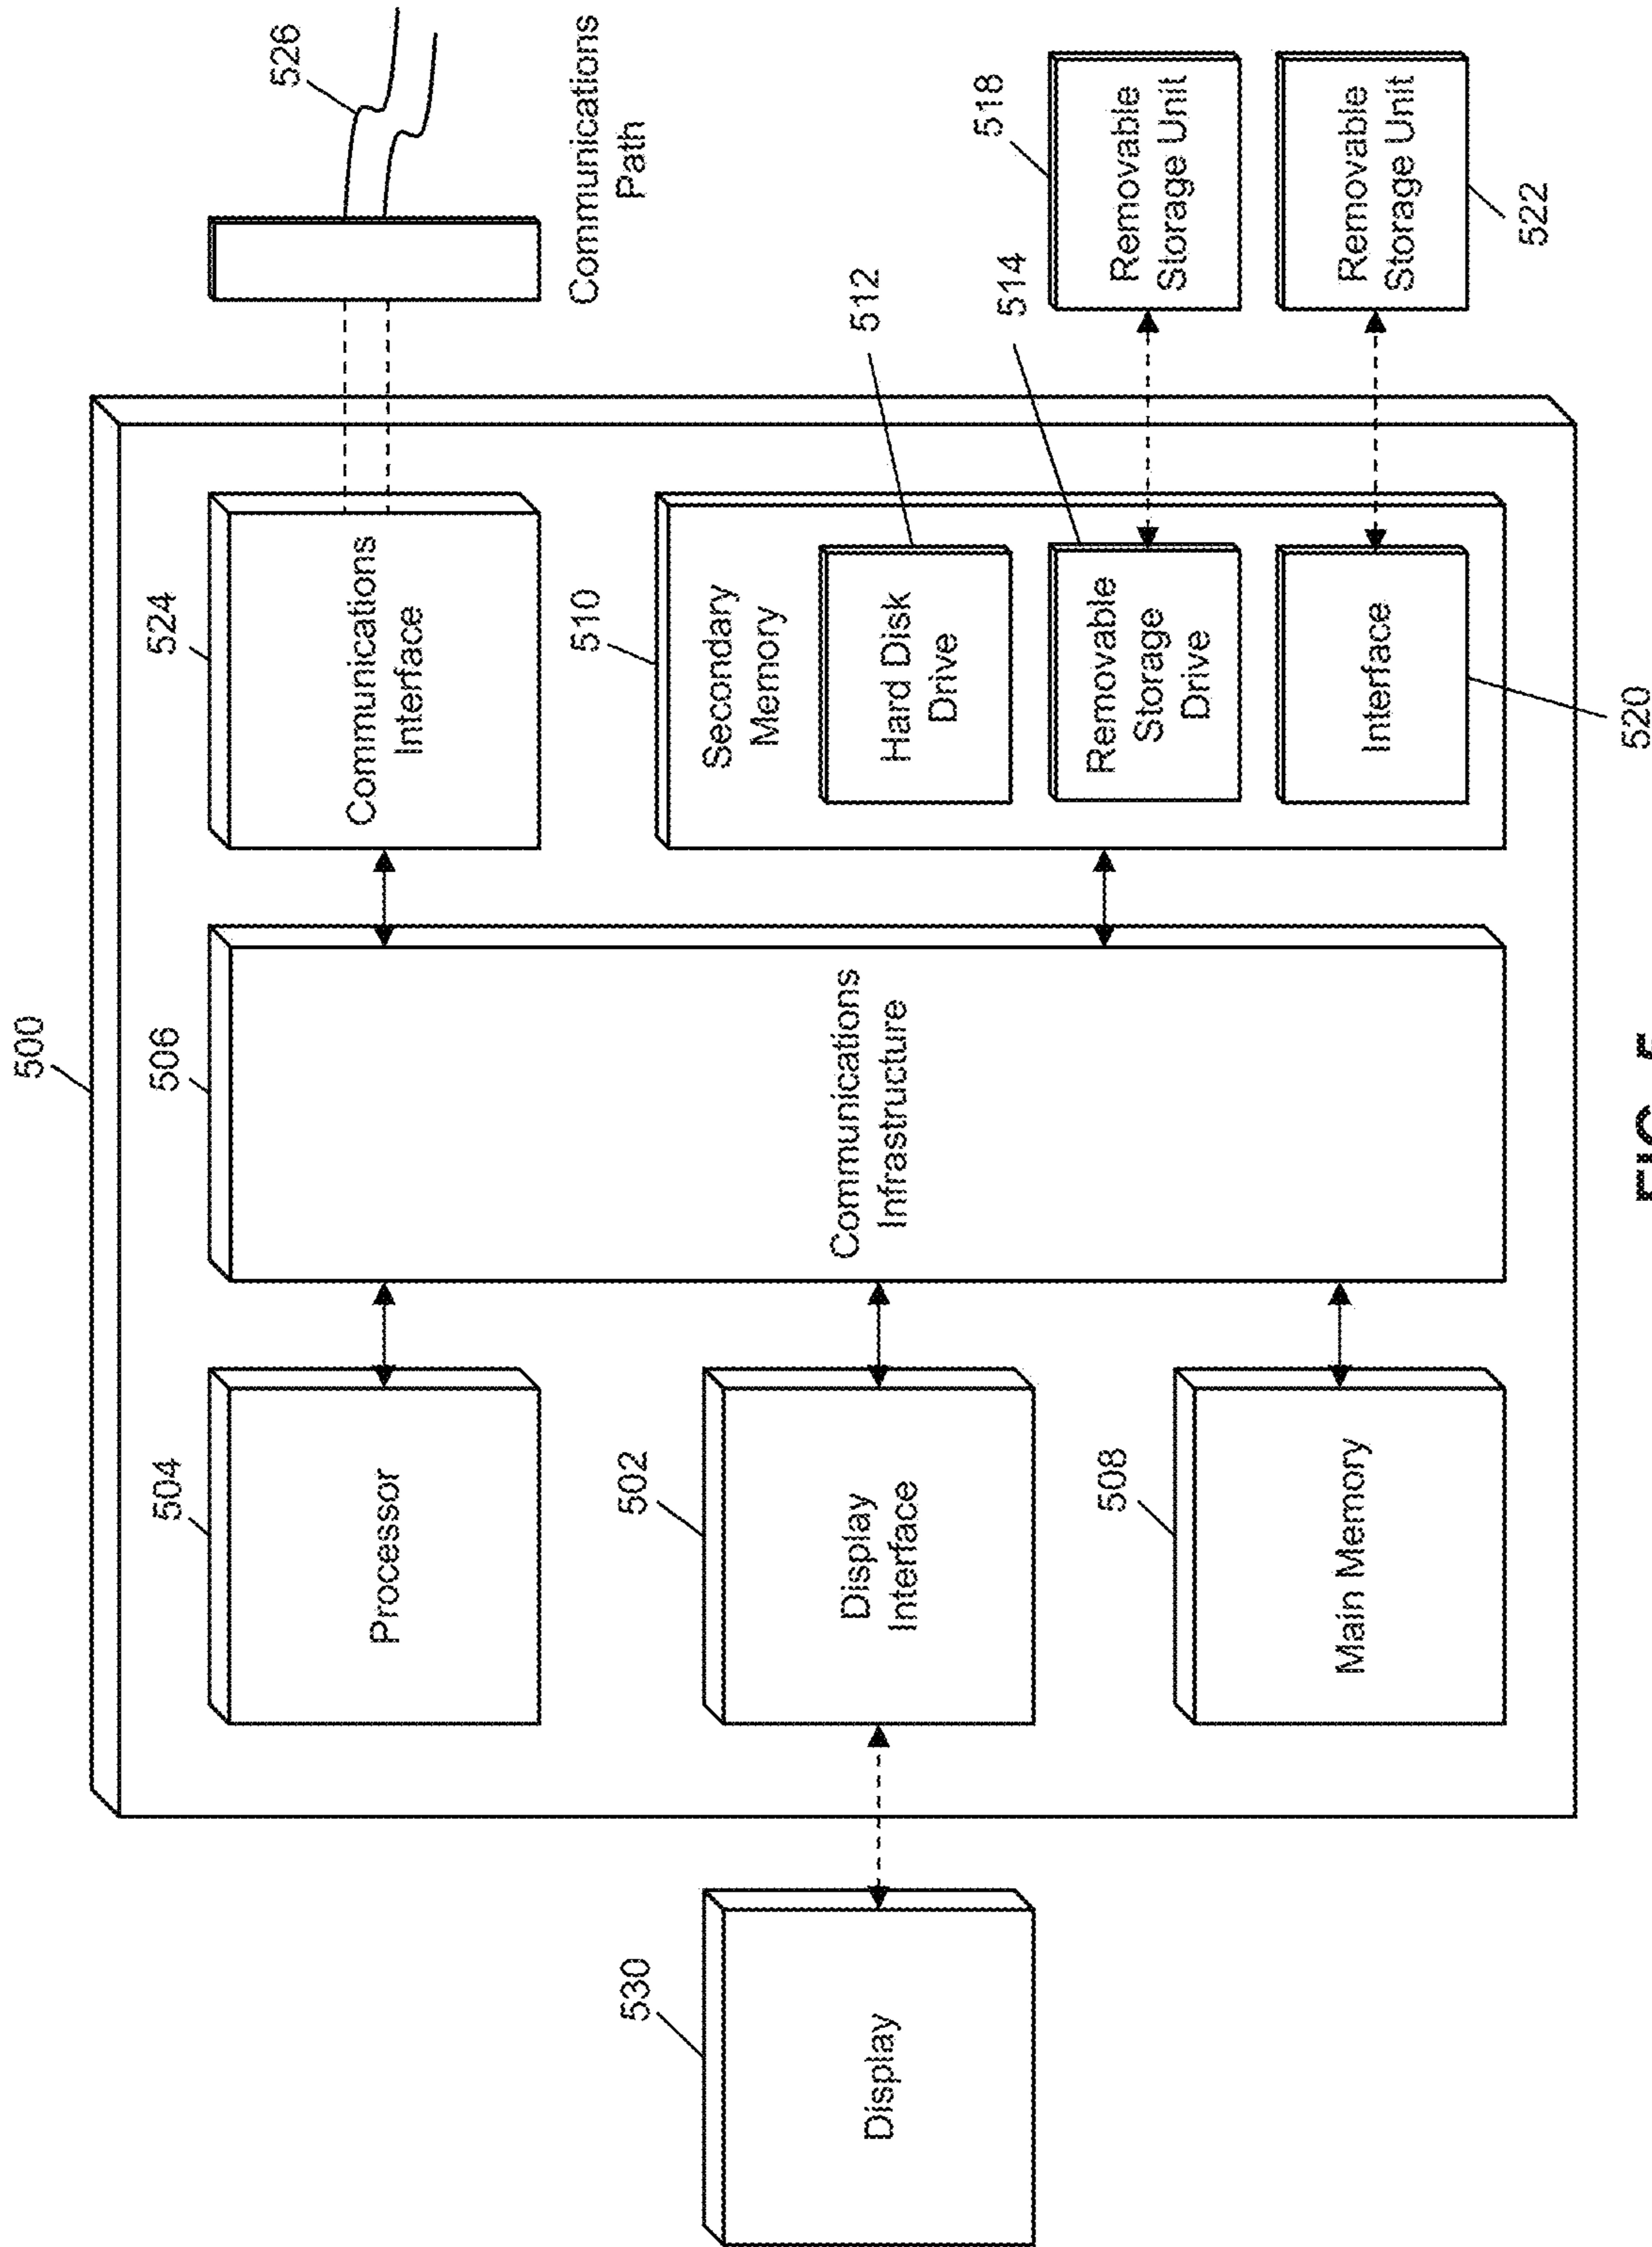 500
530
Display
504
Processor
502
Display
Interface
508
Main Memory
506
Communications
Infrastructure
524
Communications
Interface
510
Secondary
Memory
512
Hard Disk
Drive
514
Removable
Storage
Drive
Interface
520
526
Communications
Path
518
Removable
Storage Unit
Removable
Storage Unit
522